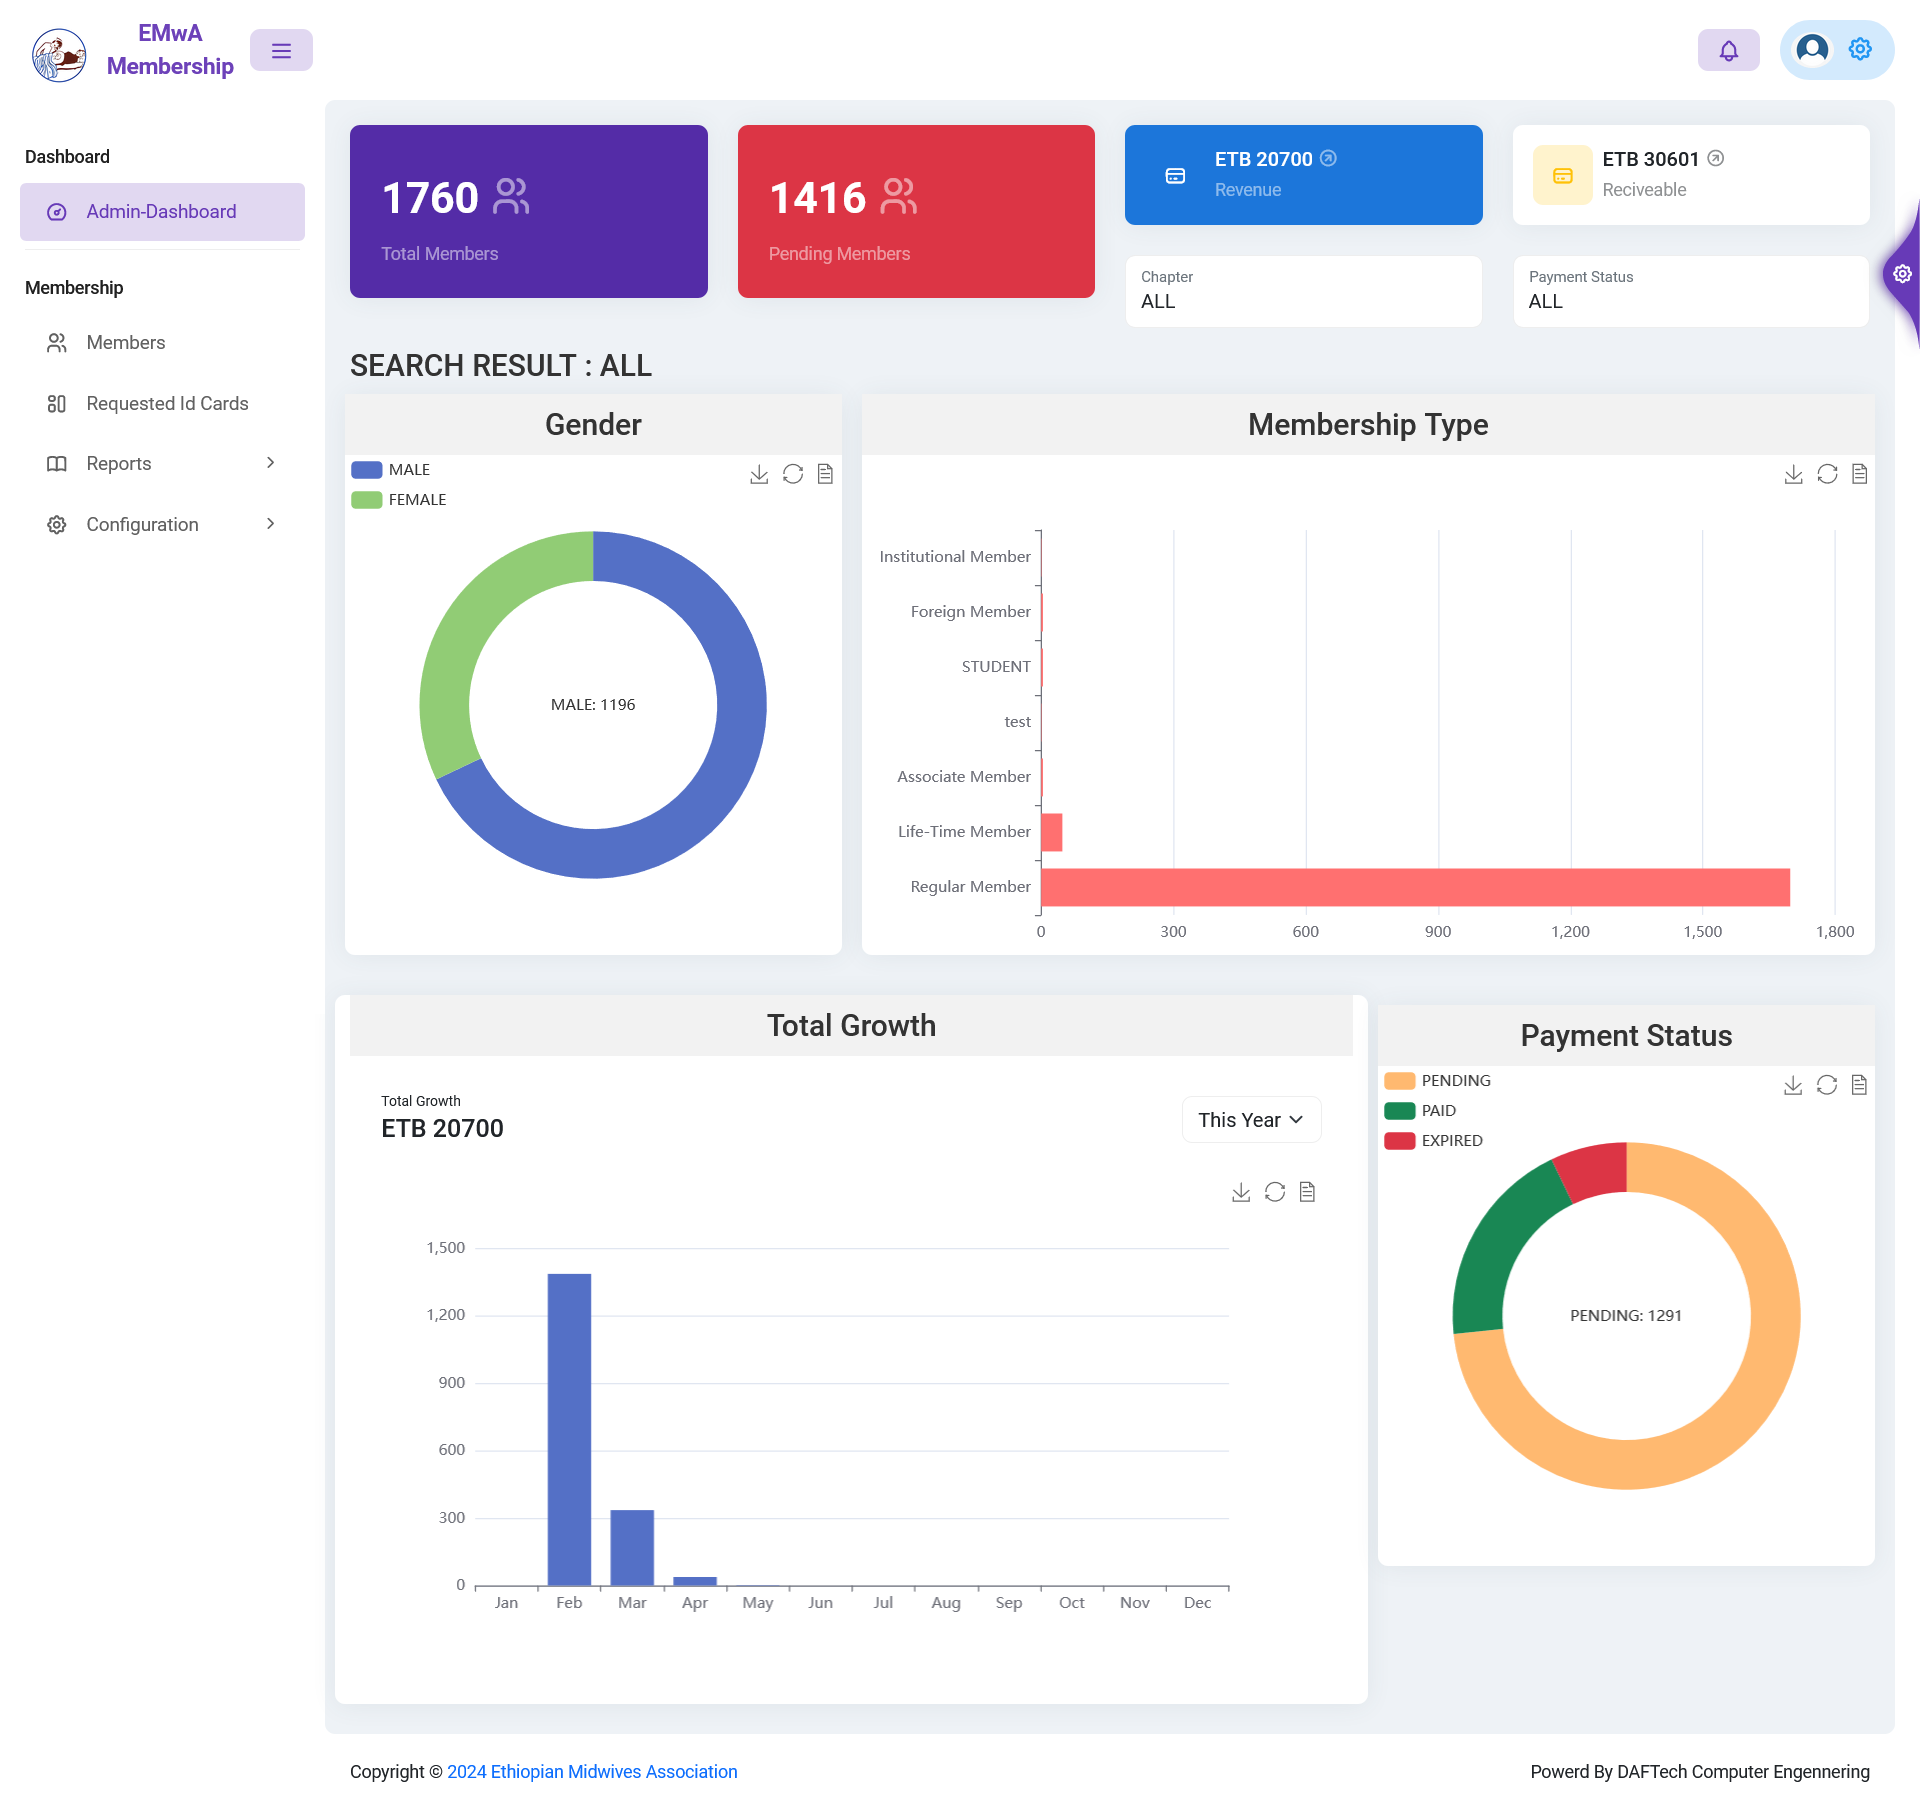 EMwA
Membership
Dashboard
Admin-Dashboard
Membership
Members
Requested Id Cards
Reports
Configuration
1760
Total Members
1416
Pending Members
ETB 20700
Revenue
ETB 30601
Reciveable
Chapter
ALL
Payment Status
ALL
SEARCH RESULT : ALL
Gender
MALE
FEMALE
MALE: 1196
Membership Type
Institutional Member
Foreign Member
STUDENT
test
Associate Member
Life-Time Member
Regular Member
0 300 600 900 1,200 1,500 1,800
Total Growth
Total Growth
ETB 20700
This Year
1,500
1,200
900
600
300
0
Jan Feb Mar Apr May Jun Jul Aug Sep Oct Nov Dec
Payment Status
PENDING
PAID
EXPIRED
PENDING: 1291
Copyright © 2024 Ethiopian Midwives Association
Powerd By DAFTech Computer Engennering